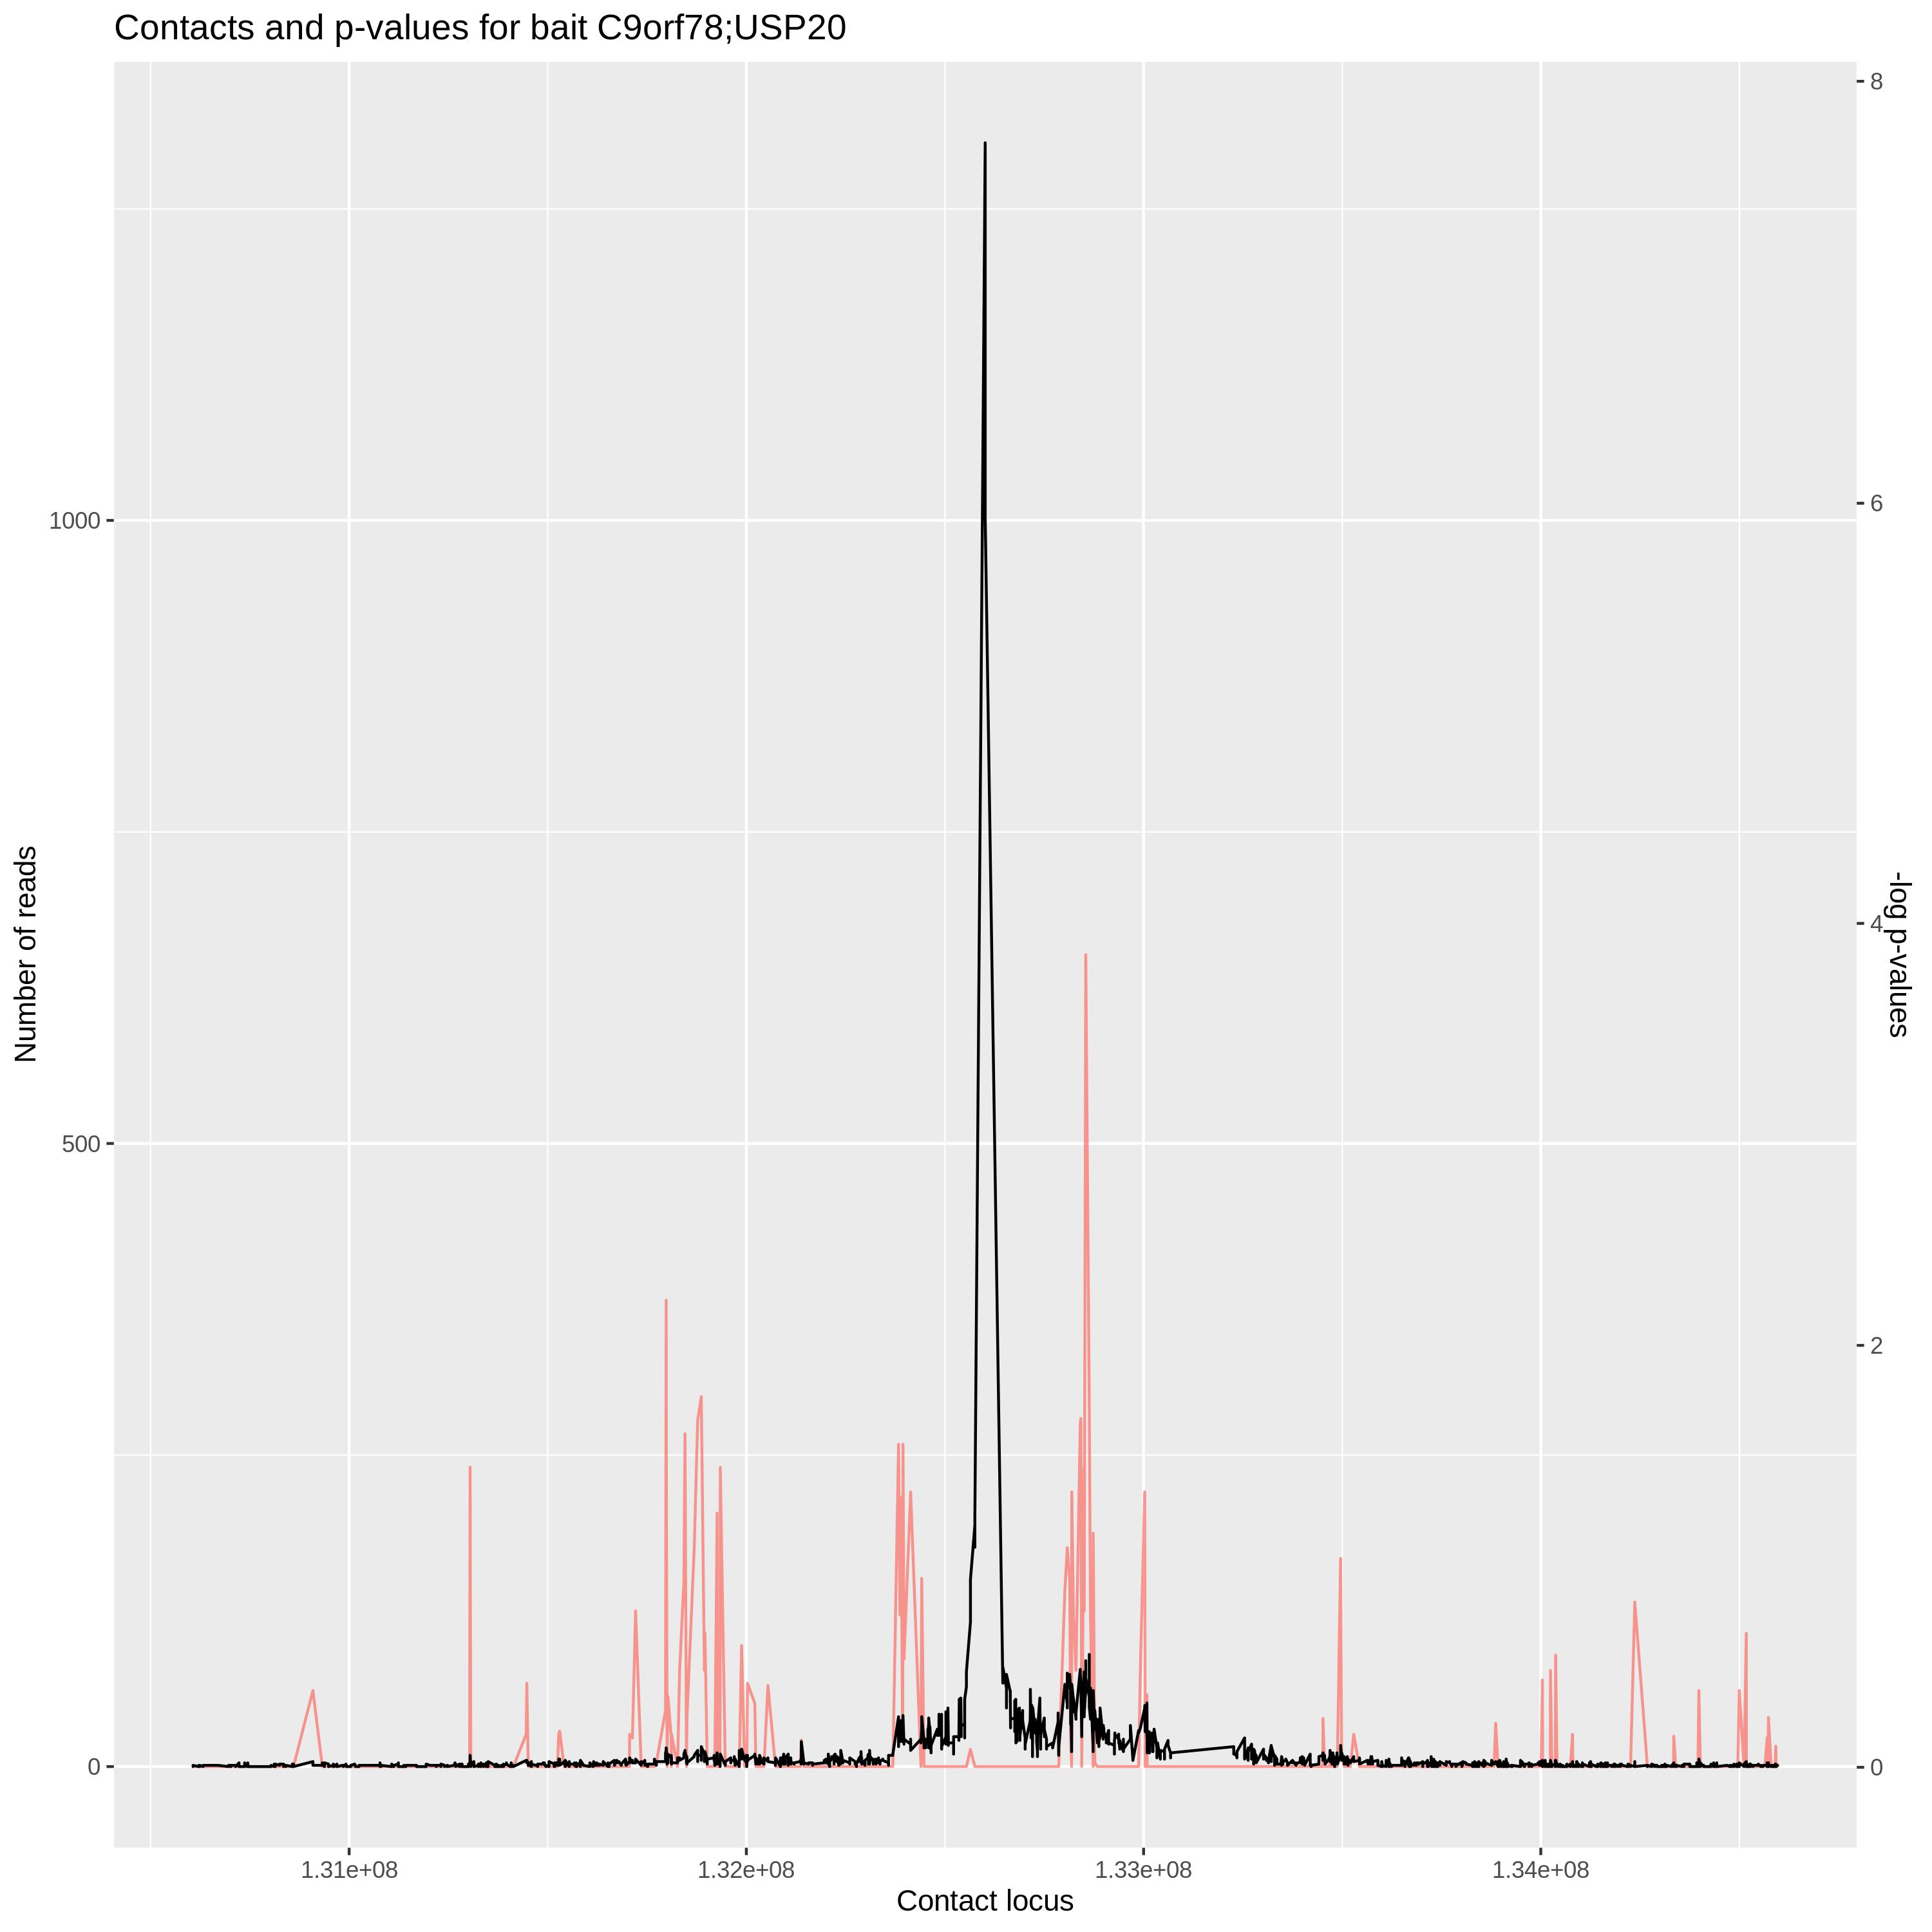 Contacts and p-values for bait C9orf78;USP20
Number of reads
1000
500
0
8
6
4
2
0
-log p-values
1.31e+08
1.32e+08
1.33e+08
1.34e+08
Contact locus